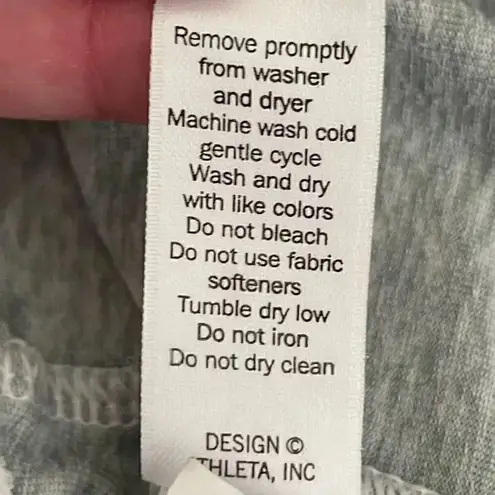 Remove promptly
from washer
and dryer
Machine wash cold
gentle cycle
Wash and dry
with like colors
Do not bleach
Do not use fabric
softeners
Tumble dry low
Do not iron
Do not dry clean
DESIGN ©
THLETA, INC